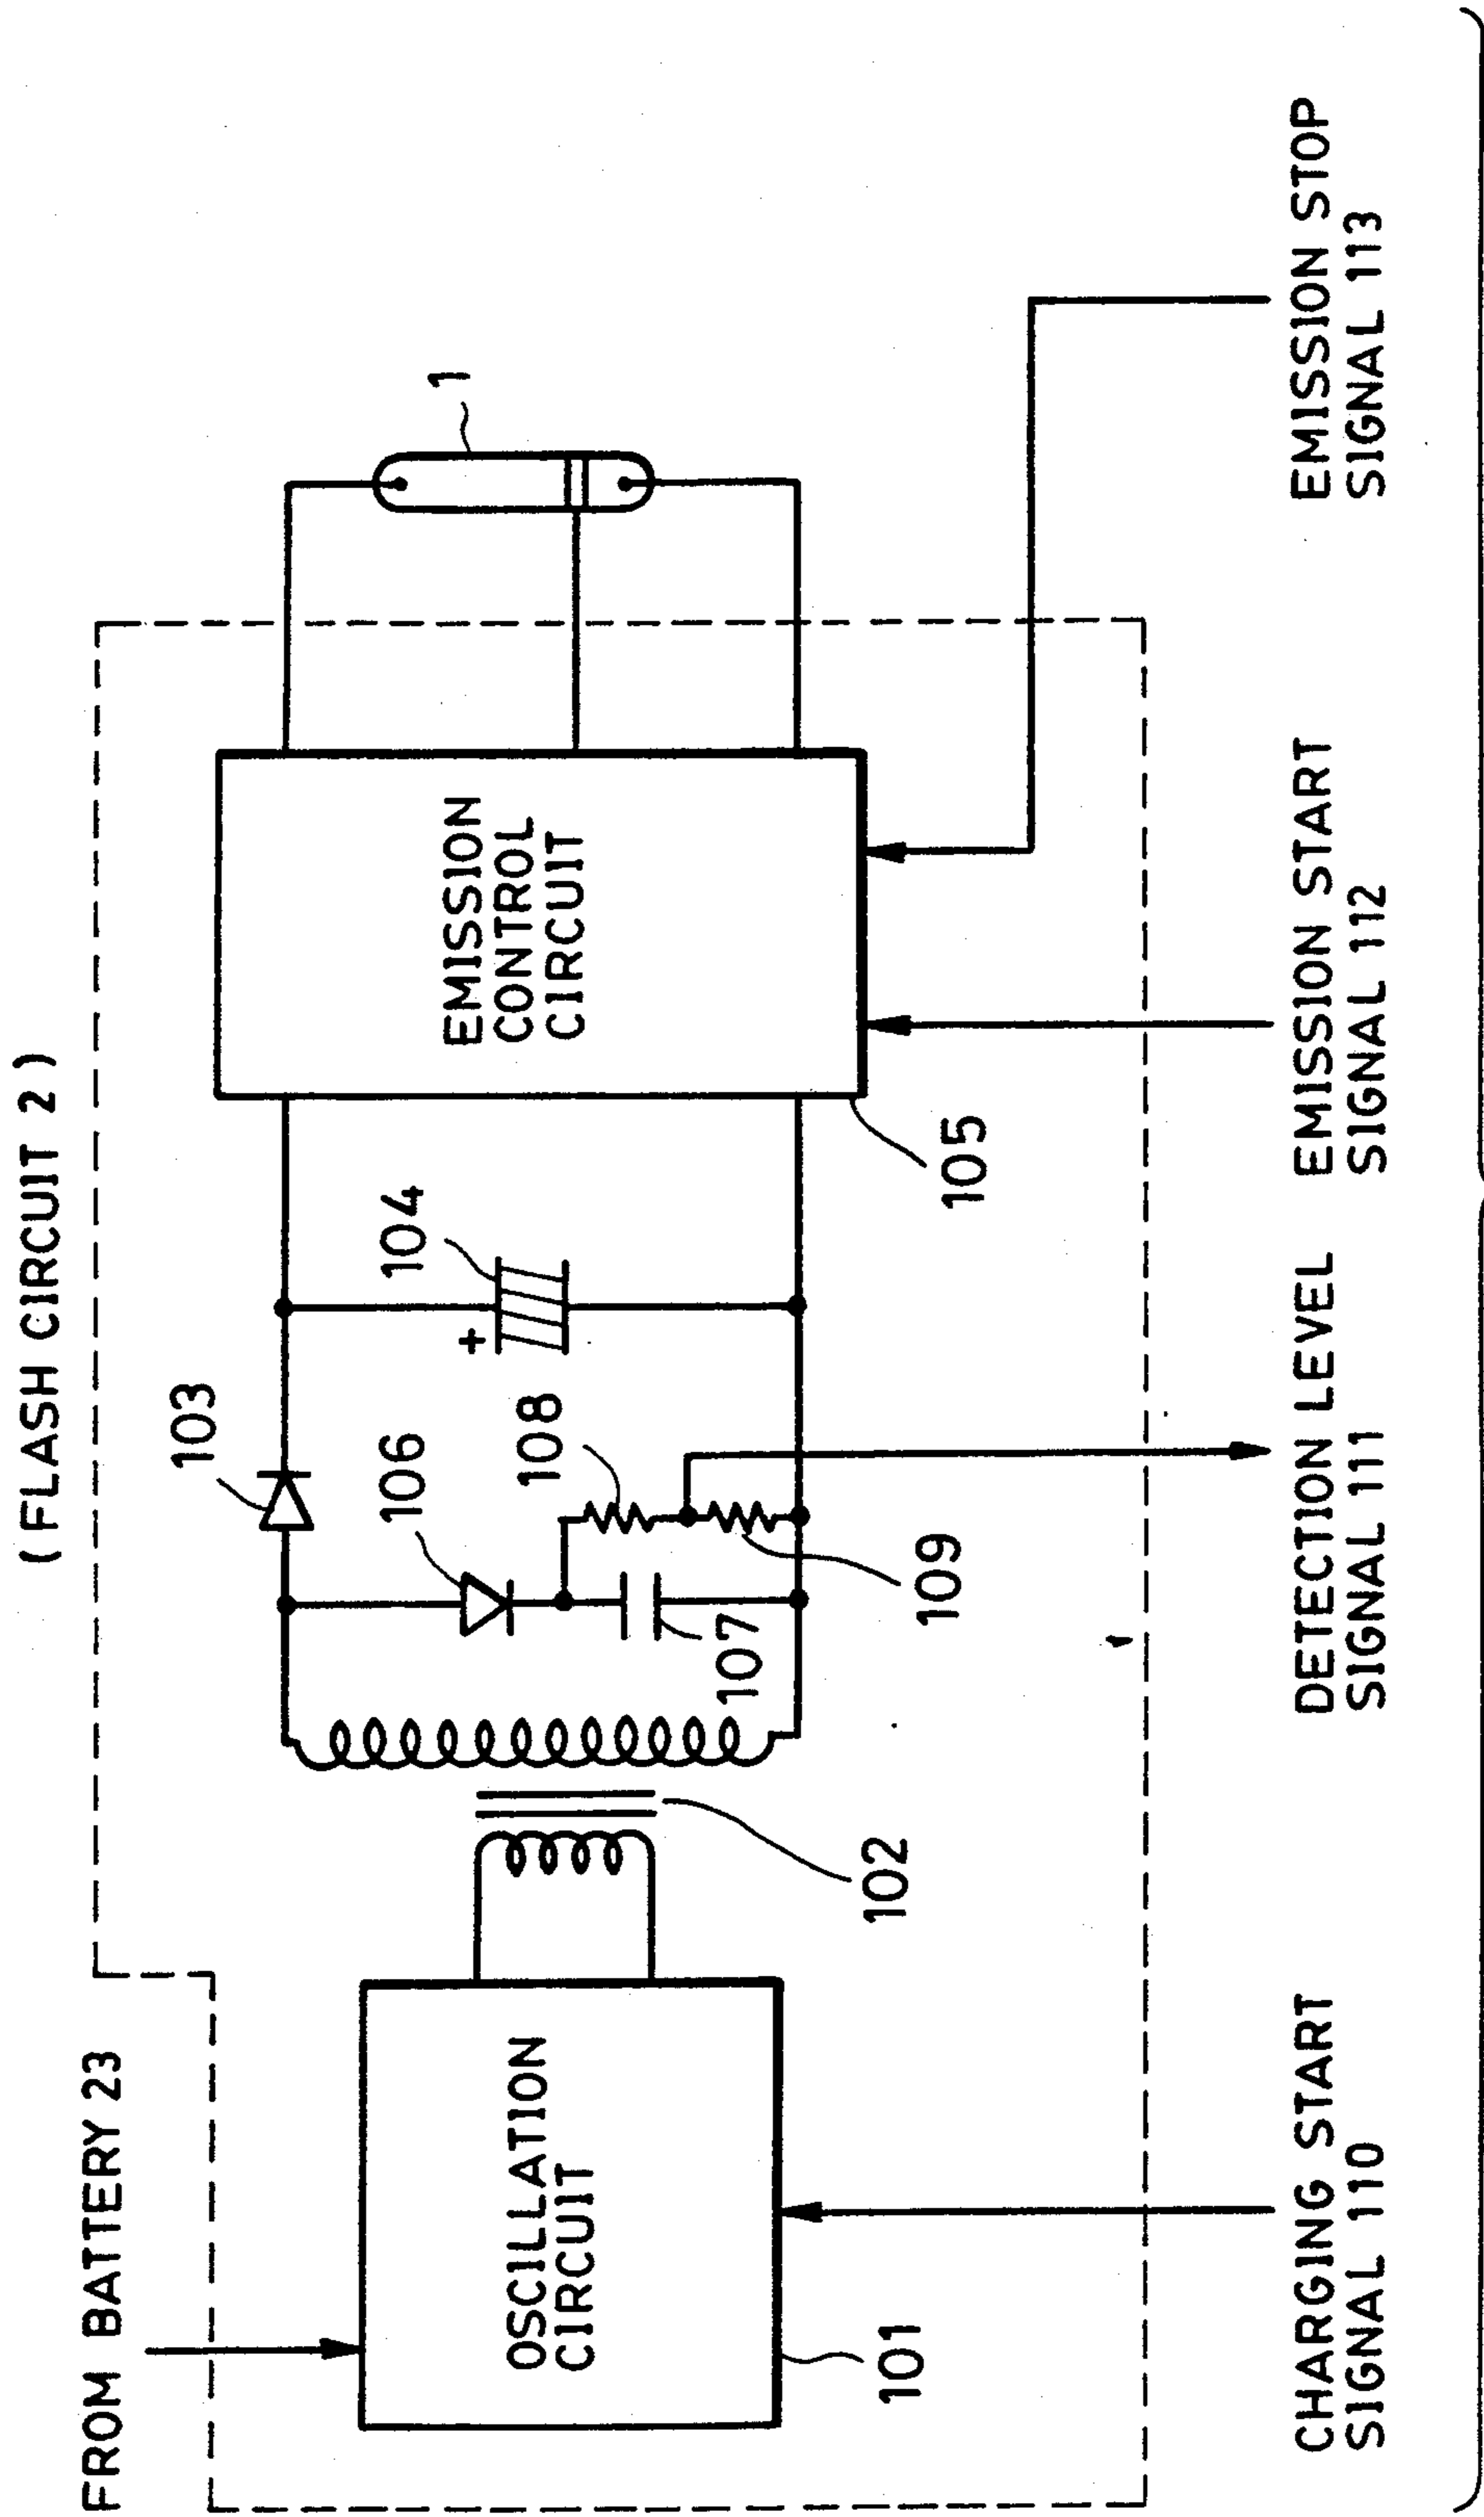 (FLASH CIRCUIT 2)
FROM BATTERY 23
103
104
1
106
108
OSCILLATION
CIRCUIT
EMISSION
CONTROL
CIRCUIT
+
107
102
109
105
101
CHARGING START
SIGNAL 110
DETECTION LEVEL
SIGNAL 111
EMISSION START
SIGNAL 112
EMISSION STOP
SIGNAL 113